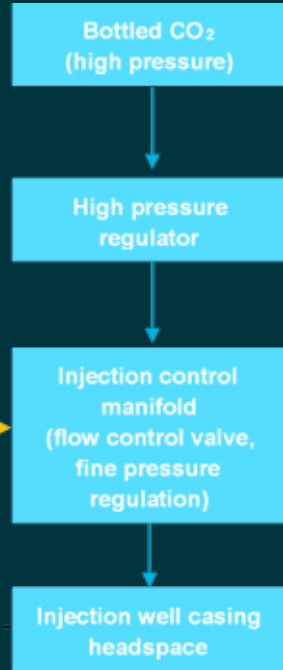 Bottled CO₂
(high pressure)
High pressure
regulator
Injection control
manifold
(flow control valve,
fine pressure
regulation)
Injection well casing
headspace